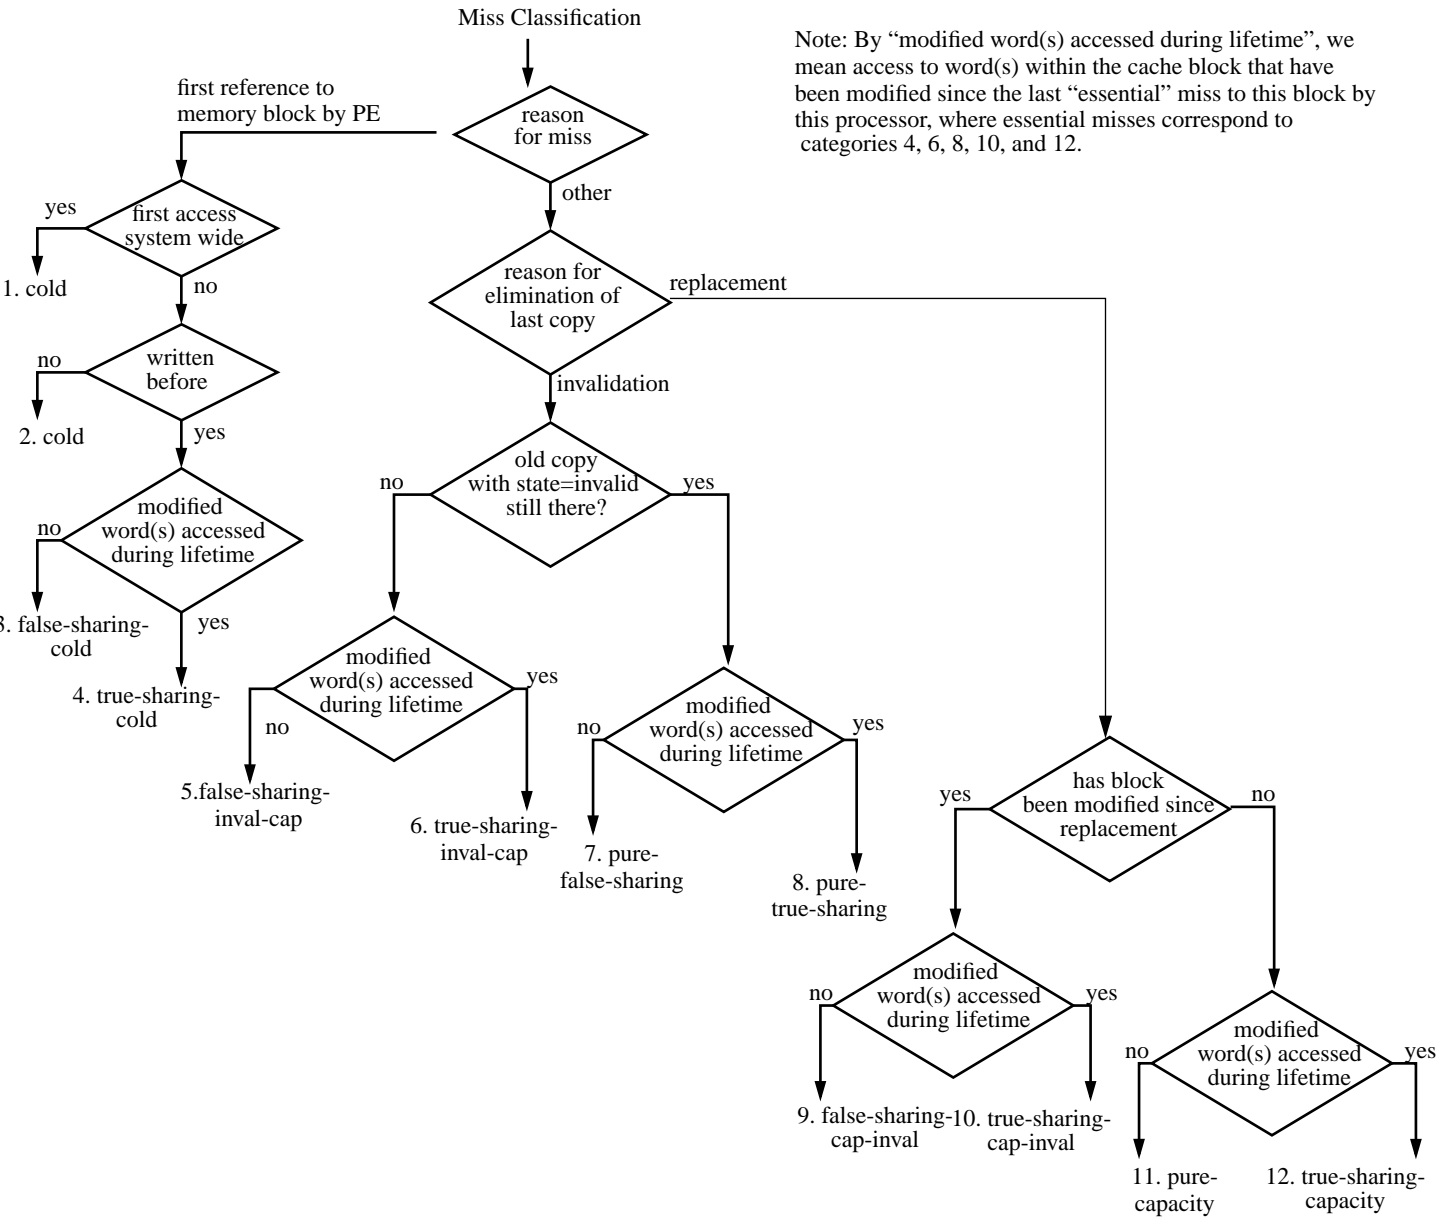 Miss Classification
Note: By “modified word(s) accessed during lifetime”, we
mean access to word(s) within the cache block that have
been modified since the last “essential” miss to this block by
this processor, where essential misses correspond to
categories 4, 6, 8, 10, and 12.
first reference to
memory block by PE
reason
for miss
other
yes
first access
system wide
1. cold
no
reason for
elimination of
last copy
replacement
no
written
before
2. cold
yes
invalidation
old copy
with state=invalid
still there?
no
yes
no
modified
word(s) accessed
during lifetime
3. false-sharing-
cold
yes
4. true-sharing-
cold
modified
word(s) accessed
during lifetime
no
yes
5.false-sharing-
inval-cap
6. true-sharing-
inval-cap
no
modified
word(s) accessed
during lifetime
yes
7. pure-
false-sharing
8. pure-
true-sharing
yes
has block
been modified since
replacement
no
no
modified
word(s) accessed
during lifetime
yes
9. false-sharing-
cap-inval
10. true-sharing-
cap-inval
no
modified
word(s) accessed
during lifetime
yes
11. pure-
capacity
12. true-sharing-
capacity